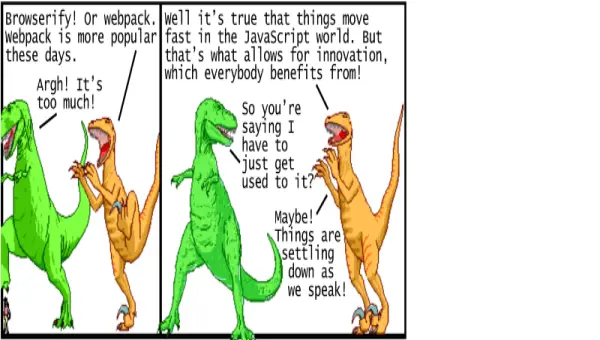 Browserify! Or webpack.
Webpack is more popular
these days.
Argh! It's
too much!
Well it's true that things move
fast in the JavaScript world. But
that's what allows for innovation,
which everybody benefits from!
So you're
saying I
have to
just get
used to it?
Maybe!
Things are
settling
down as
we speak!